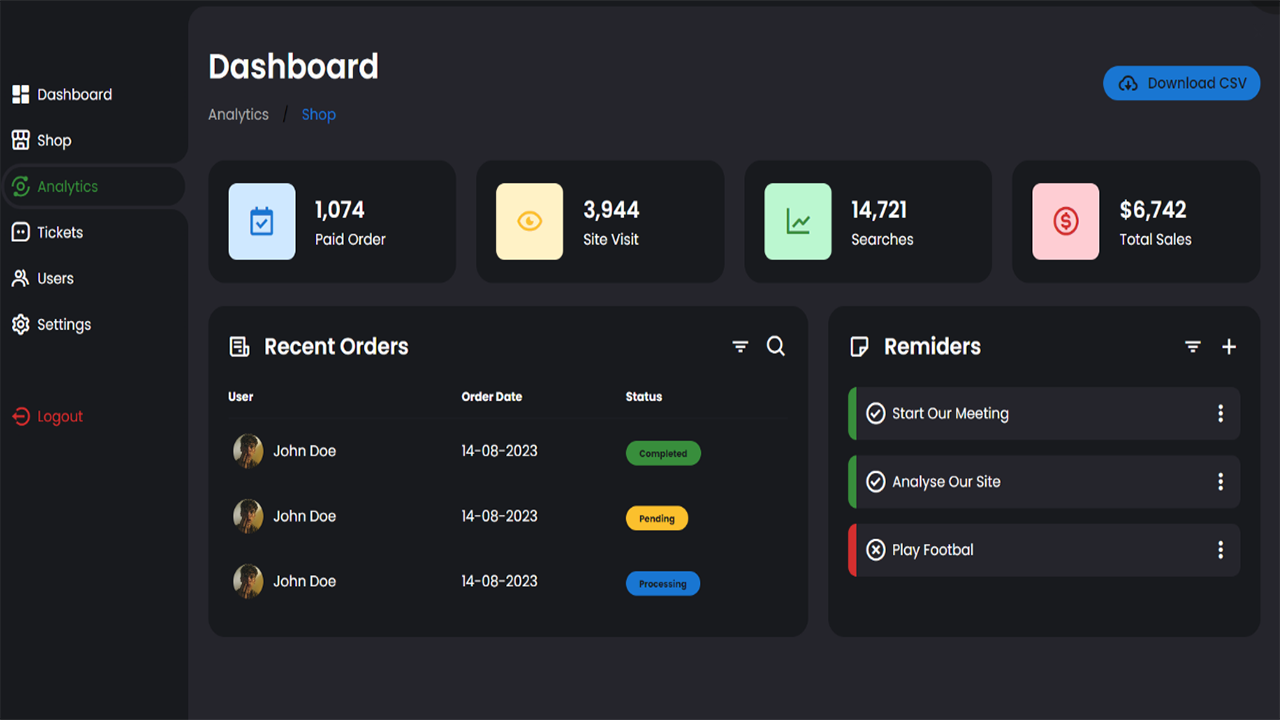 Dashboard
Shop
Analytics
Tickets
Users
Settings
Logout
Dashboard
Analytics / Shop
Download CSV
1,074
Paid Order
3,944
Site Visit
14,721
Searches
$6,742
Total Sales
Recent Orders
User Order Date Status
John Doe 14-08-2023 Completed
John Doe 14-08-2023 Pending
John Doe 14-08-2023 Processing
Remiders
Start Our Meeting
Analyse Our Site
Play Footbal